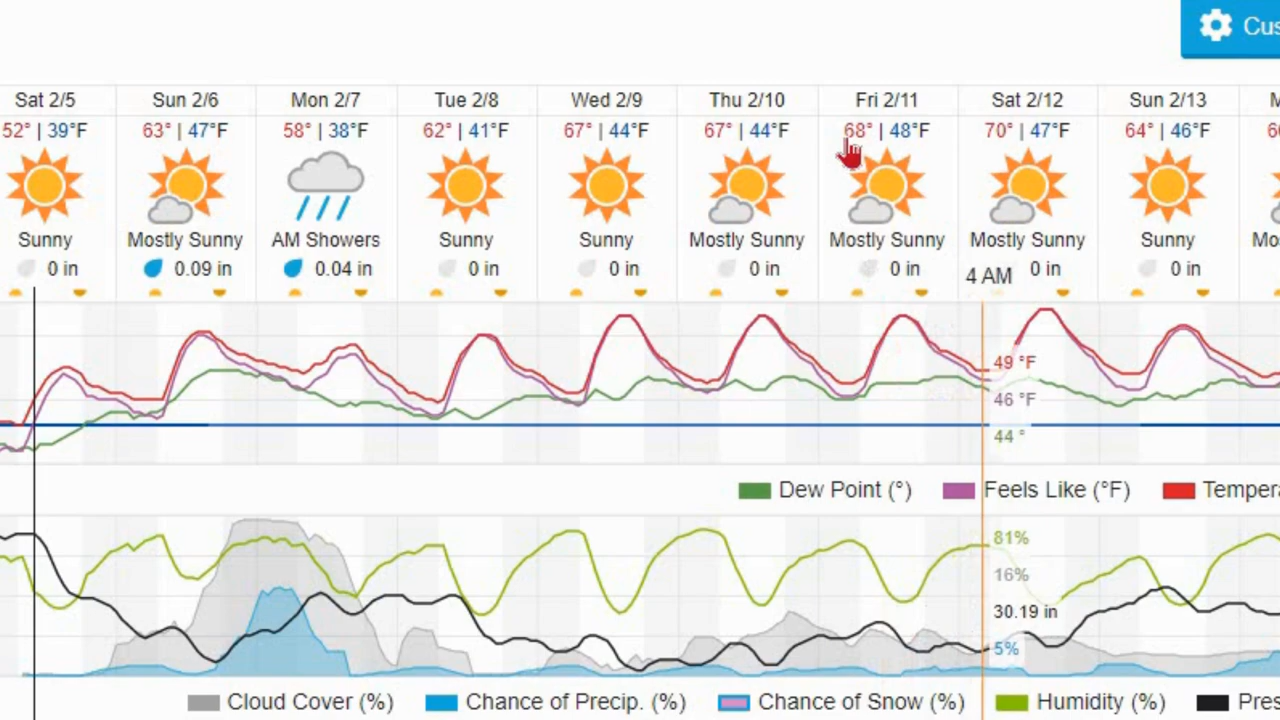 Cus
Sat 2/5 Sun 2/6 Mon 2/7 Tue 2/8 Wed 2/9 Thu 2/10 Fri 2/11 Sat 2/12 Sun 2/13 M
52° | 39°F 63° | 47°F 58° | 38°F 62° | 41°F 67° | 44°F 67° | 44°F 68° | 48°F 70° | 47°F 64° | 46°F
Sunny Mostly Sunny AM Showers Sunny Sunny Mostly Sunny Mostly Sunny Mostly Sunny Sunny Mo
0 in 0.09 in 0.04 in 0 in 0 in 0 in 0 in 0 in 0 in
4 AM
49 °F
46 °F
44 °
Dew Point (°) Feels Like (°F) Tempera
81%
16%
30.19 in
5%
Cloud Cover (%) Chance of Precip. (%) Chance of Snow (%) Humidity (%) Pres